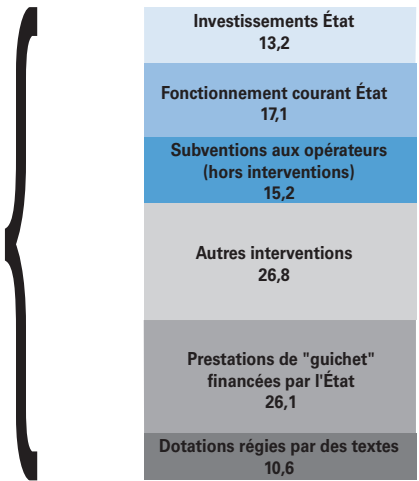 Investissements État
13,2
Fonctionnement courant État
17,1
Subventions aux opérateurs
(hors interventions)
15,2
Autres interventions
26,8
Prestations de "guichet"
financées par l'État
26,1
Dotations régies par des textes
10,6